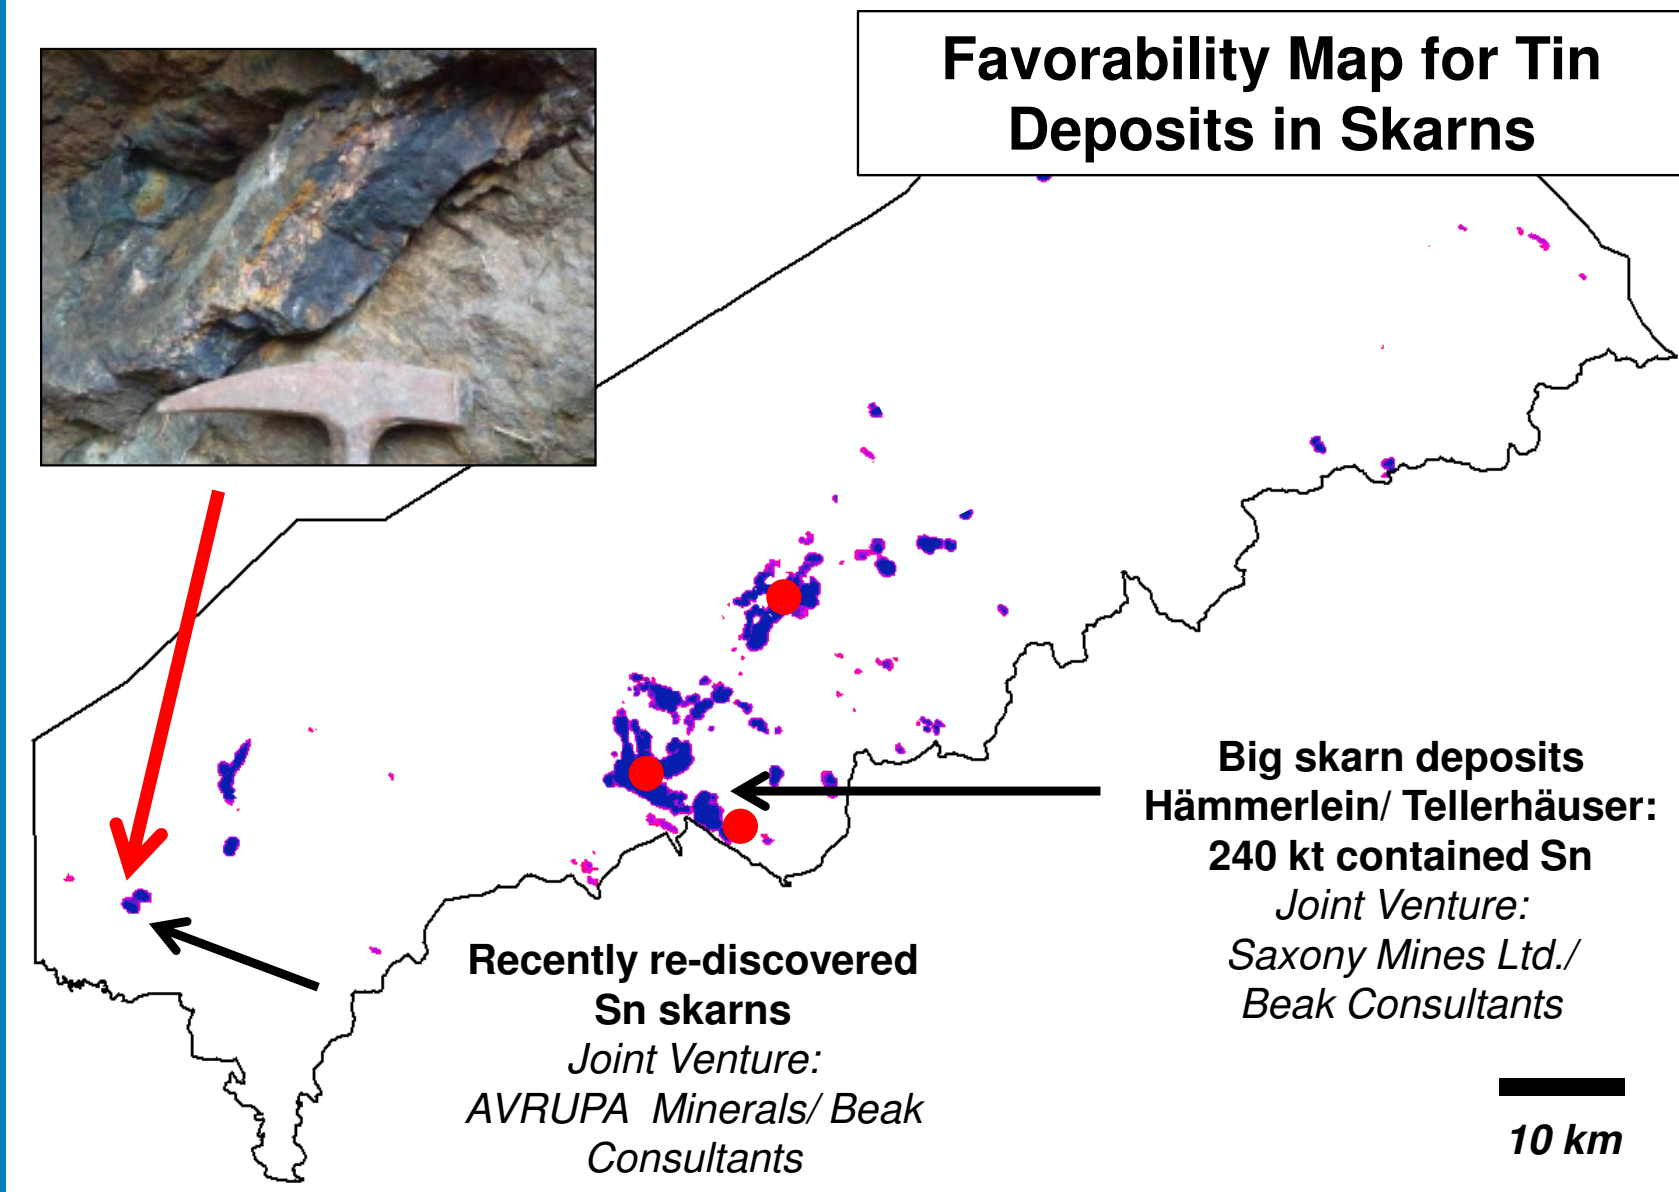 Favorability Map for Tin
Deposits in Skarns
Big skarn deposits
Hämmerlein/ Tellerhäuser:
240 kt contained Sn
Joint Venture:
Saxony Mines Ltd./
Beak Consultants
Recently re-discovered
Sn skarns
Joint Venture:
AVRUPA Minerals/ Beak
Consultants
10 km